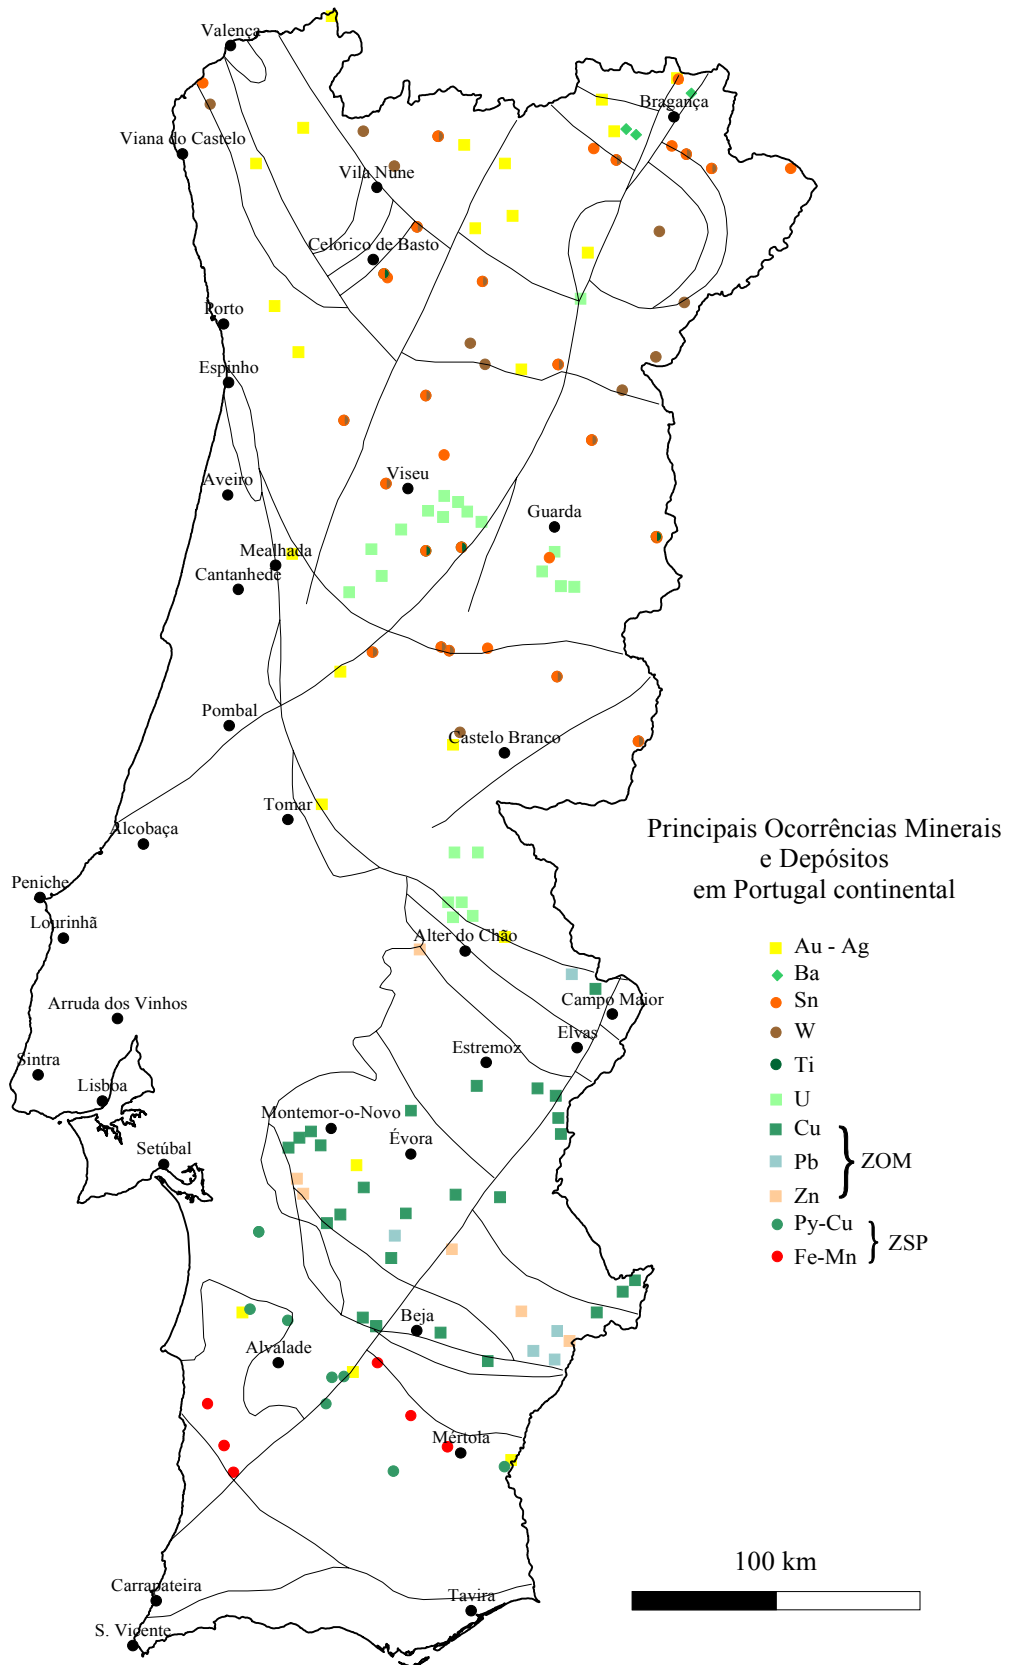 Valença
Bragança
Viana do Castelo
Vila Nune
Celorico de Basto
Porto
Espinho
Viseu
Aveiro
Guarda
Mealhada
Cantanhede
Pombal
Castelo Branco
Tomar
Alcobaça
Peniche
Lourinhã
Alter do Chão
Campo Maior
Arruda dos Vinhos
Elvas
Estremoz
Sintra
Lisboa
Montemor-o-Novo
Évora
Setúbal
Beja
Alvalade
Mértola
Carrapateira
Tavira
S. Vicente
Principais Ocorrências Minerais
e Depósitos
em Portugal continental
Au - Ag
Ba
Sn
W
Ti
U
Cu
Pb
Zn
ZOM
Py-Cu
Fe-Mn
ZSP
100 km